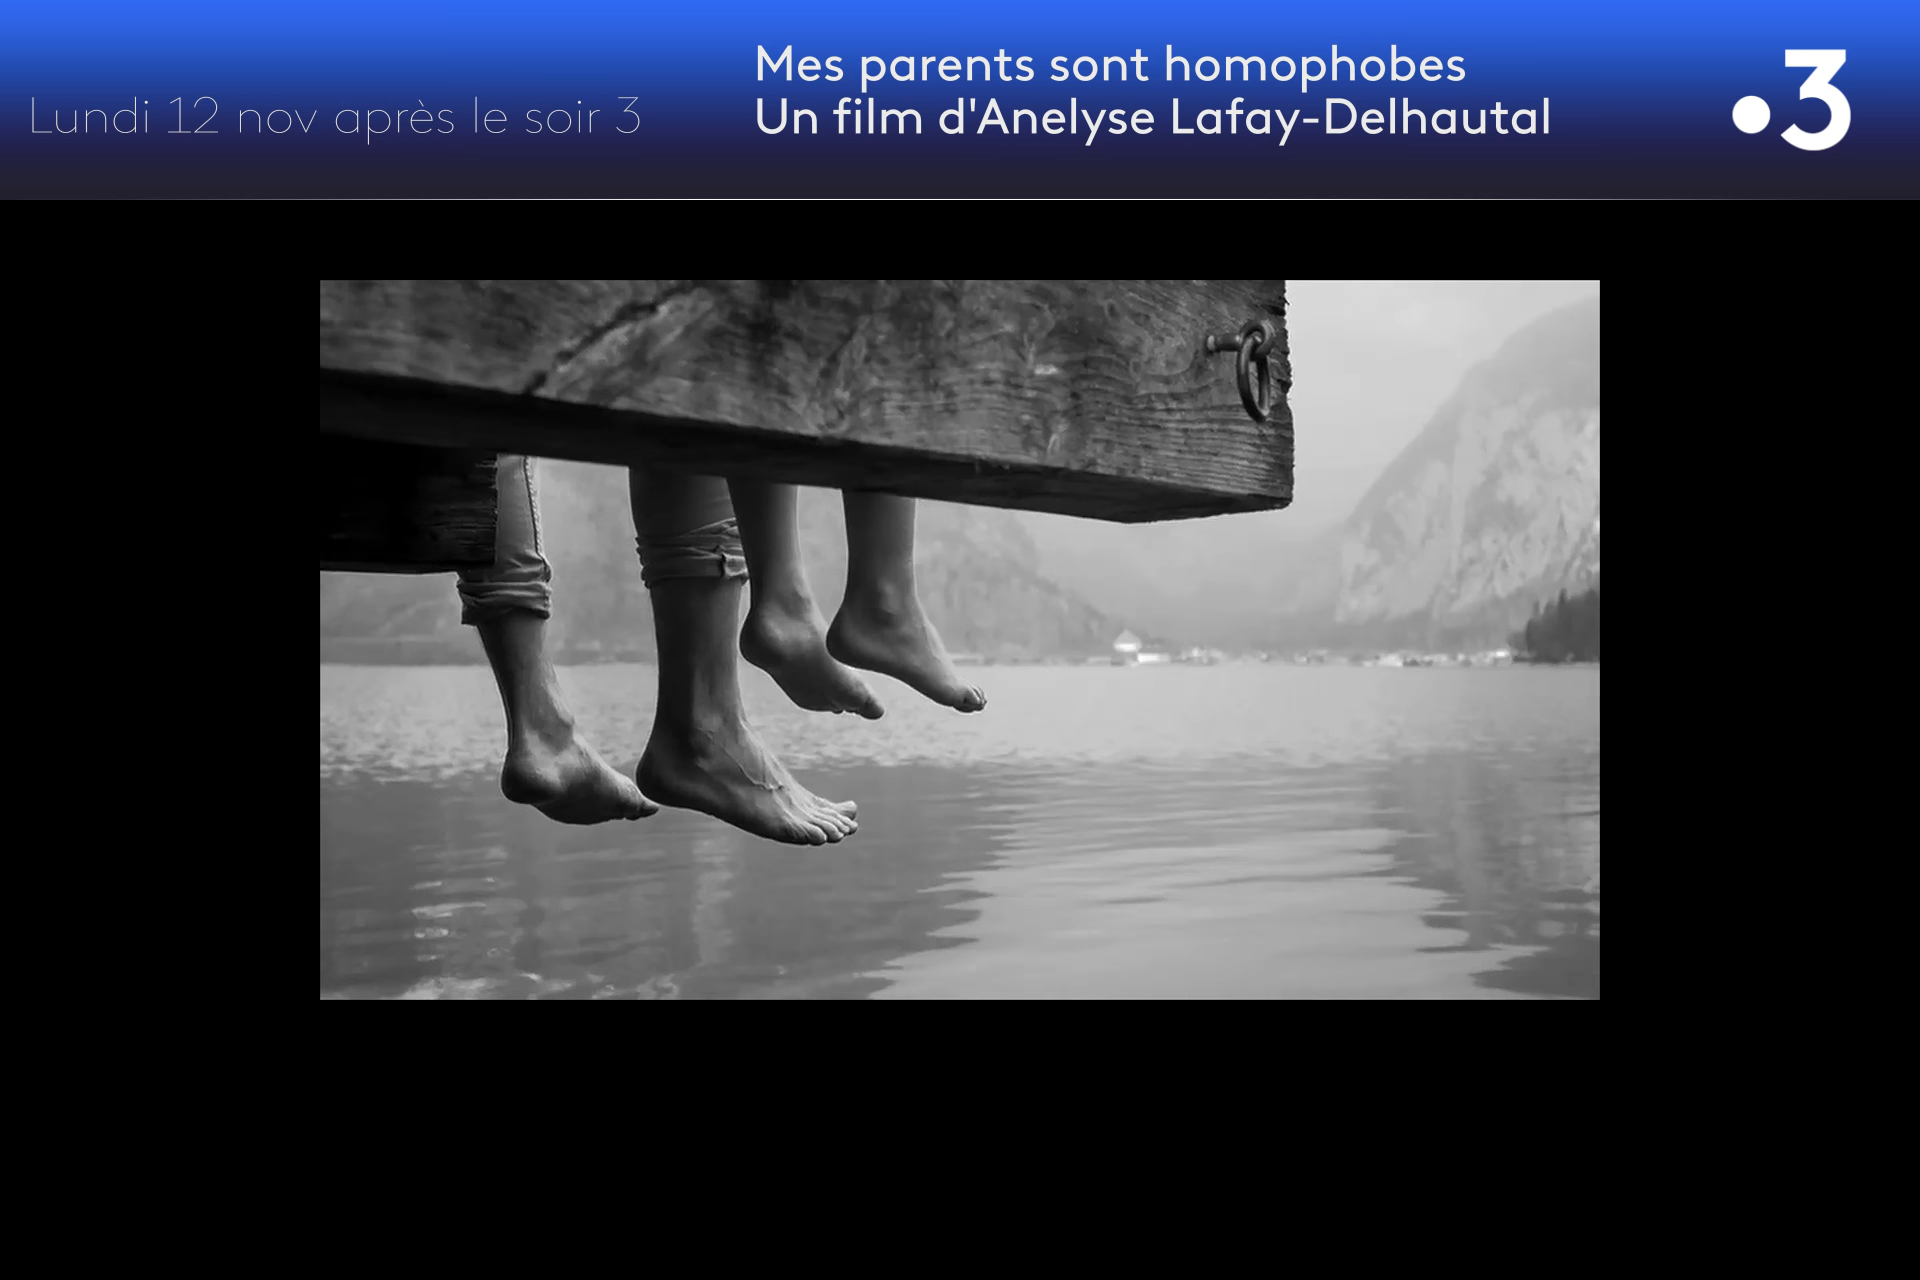 Lundi 12 nov après le soir 3
Mes parents sont homophobes
Un film d'Anelyse Lafay-Delhautal
3